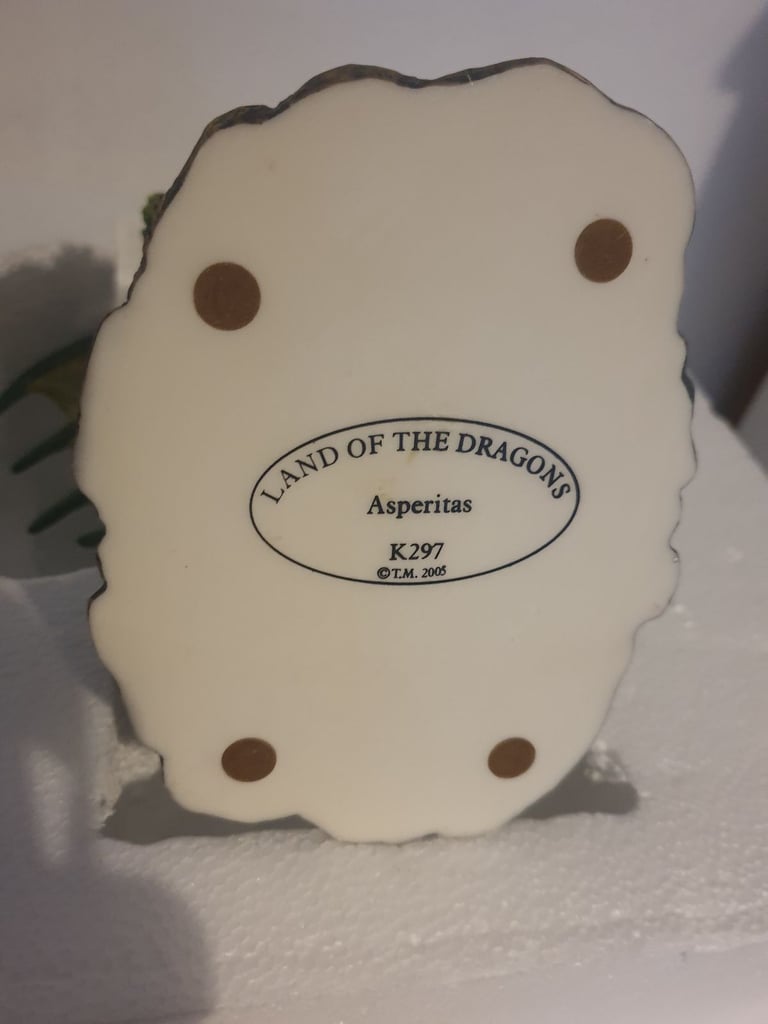 LAND OF THE DRAGONS
Asperitas
K297
©T.M. 2005